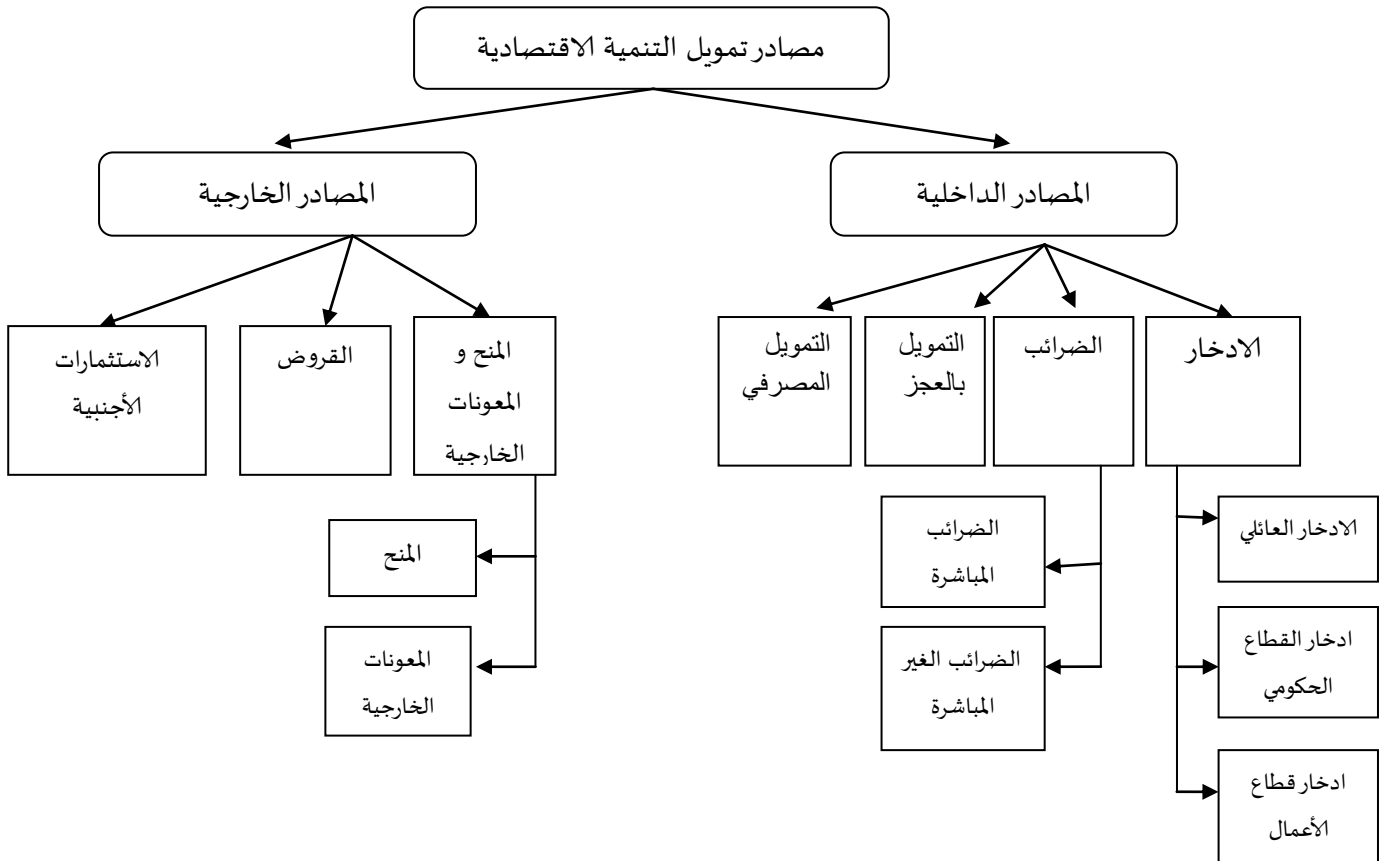 مصادر تمويل التنمية الاقتصادية
المصادر الداخلية
المصادر الخارجية
الادخار
الضرائب
التمويل
بالعجز
التمويل
المصرفي
المنح و
المعونات
الخارجية
القروض
الاستثمارات
الأجنبية
الادخار العائلي
ادخار القطاع
الحكومي
ادخار قطاع
الأعمال
الضرائب
المباشرة
الضرائب الغير
المباشرة
المنح
المعونات
الخارجية